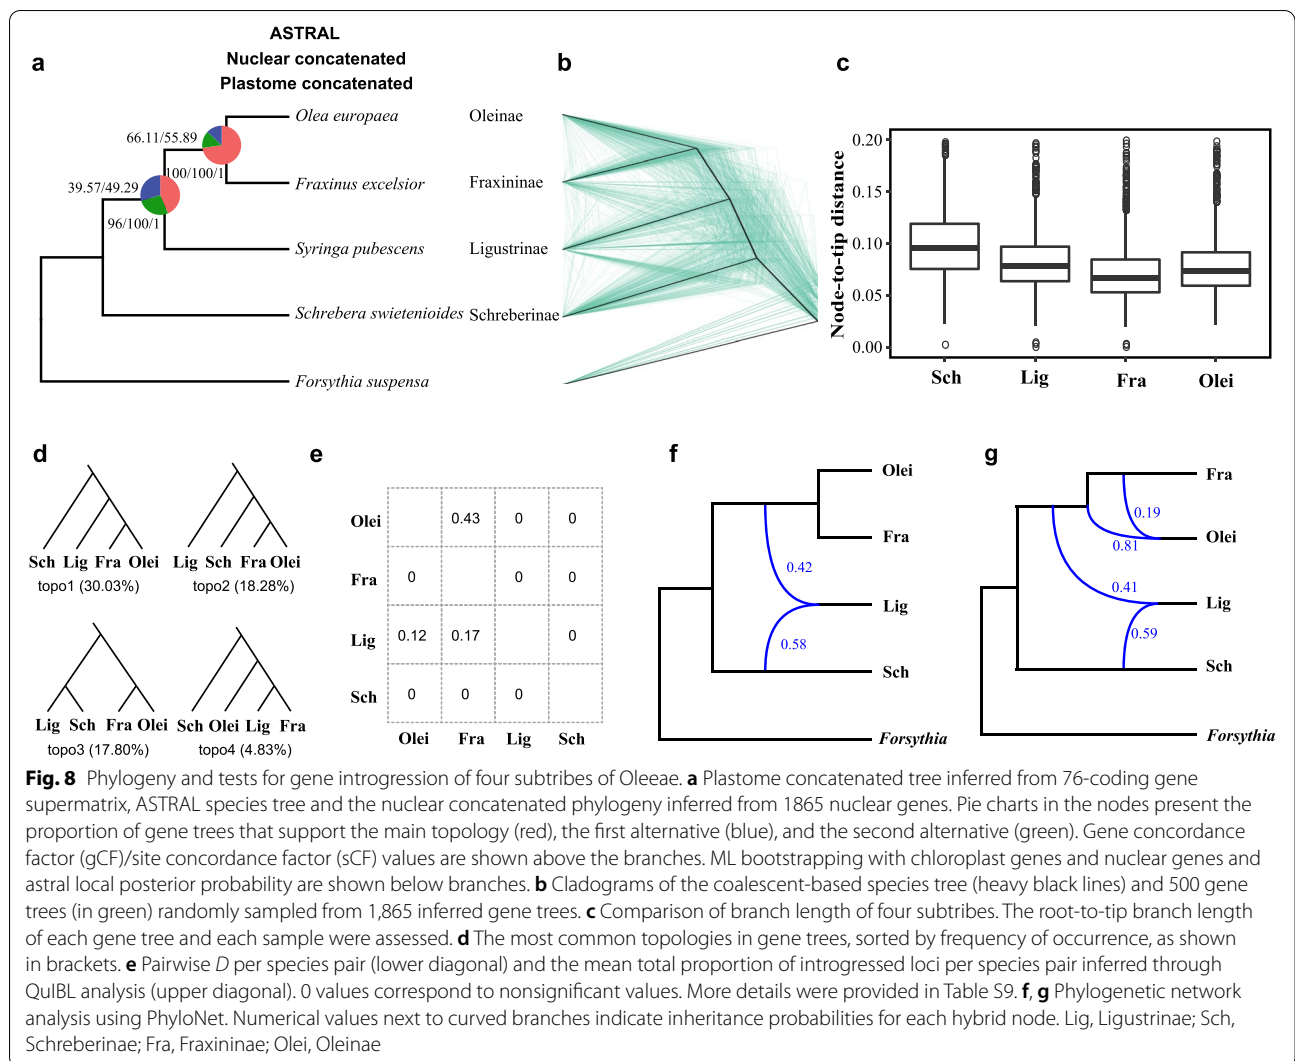 ASTRAL
Nuclear concatenated
Plastome concatenated
a
66.11/55.89
100/100/1
39.57/49.29
96/100/1
Olea europaea
Fraxinus excelsior
Syringa pubescens
Schrebera swietenioides
Forsythia suspensa
b
Oleinae
Fraxininae
Ligustrinae
Schreberinae
c
Node-to-tip distance
0.20
0.15
0.10
0.05
0.00
Sch Lig Fra Olei
d
Sch Lig Fra Olei
topo1 (30.03%)
Lig Sch Fra Olei
topo2 (18.28%)
Lig Sch Fra Olei
topo3 (17.80%)
Sch Olei Lig Fra
topo4 (4.83%)
e
Olei 0.43 0 0
Fra 0 0 0
Lig 0.12 0.17 0
Sch 0 0 0
Olei Fra Lig Sch
f
Olei
Fra
0.42
Lig
0.58
Sch
Forsythia
g
Fra
0.19
Olei
0.81
0.41
Lig
0.59
Sch
Forsythia
Fig. 8 Phylogeny and tests for gene introgression of four subtribes of Oleeae. a Plastome concatenated tree inferred from 76-coding gene
supermatrix, ASTRAL species tree and the nuclear concatenated phylogeny inferred from 1865 nuclear genes. Pie charts in the nodes present the
proportion of gene trees that support the main topology (red), the first alternative (blue), and the second alternative (green). Gene concordance
factor (gCF)/site concordance factor (sCF) values are shown above the branches. ML bootstrapping with chloroplast genes and nuclear genes and
astral local posterior probability are shown below branches. b Cladograms of the coalescent-based species tree (heavy black lines) and 500 gene
trees (in green) randomly sampled from 1,865 inferred gene trees. c Comparison of branch length of four subtribes. The root-to-tip branch length
of each gene tree and each sample were assessed. d The most common topologies in gene trees, sorted by frequency of occurrence, as shown
in brackets. e Pairwise D per species pair (lower diagonal) and the mean total proportion of introgressed loci per species pair inferred through
QuIBL analysis (upper diagonal). 0 values correspond to nonsignificant values. More details were provided in Table S9. f, g Phylogenetic network
analysis using PhyloNet. Numerical values next to curved branches indicate inheritance probabilities for each hybrid node. Lig, Ligustrinae; Sch,
Schreberinae; Fra, Fraxininae; Olei, Oleinae